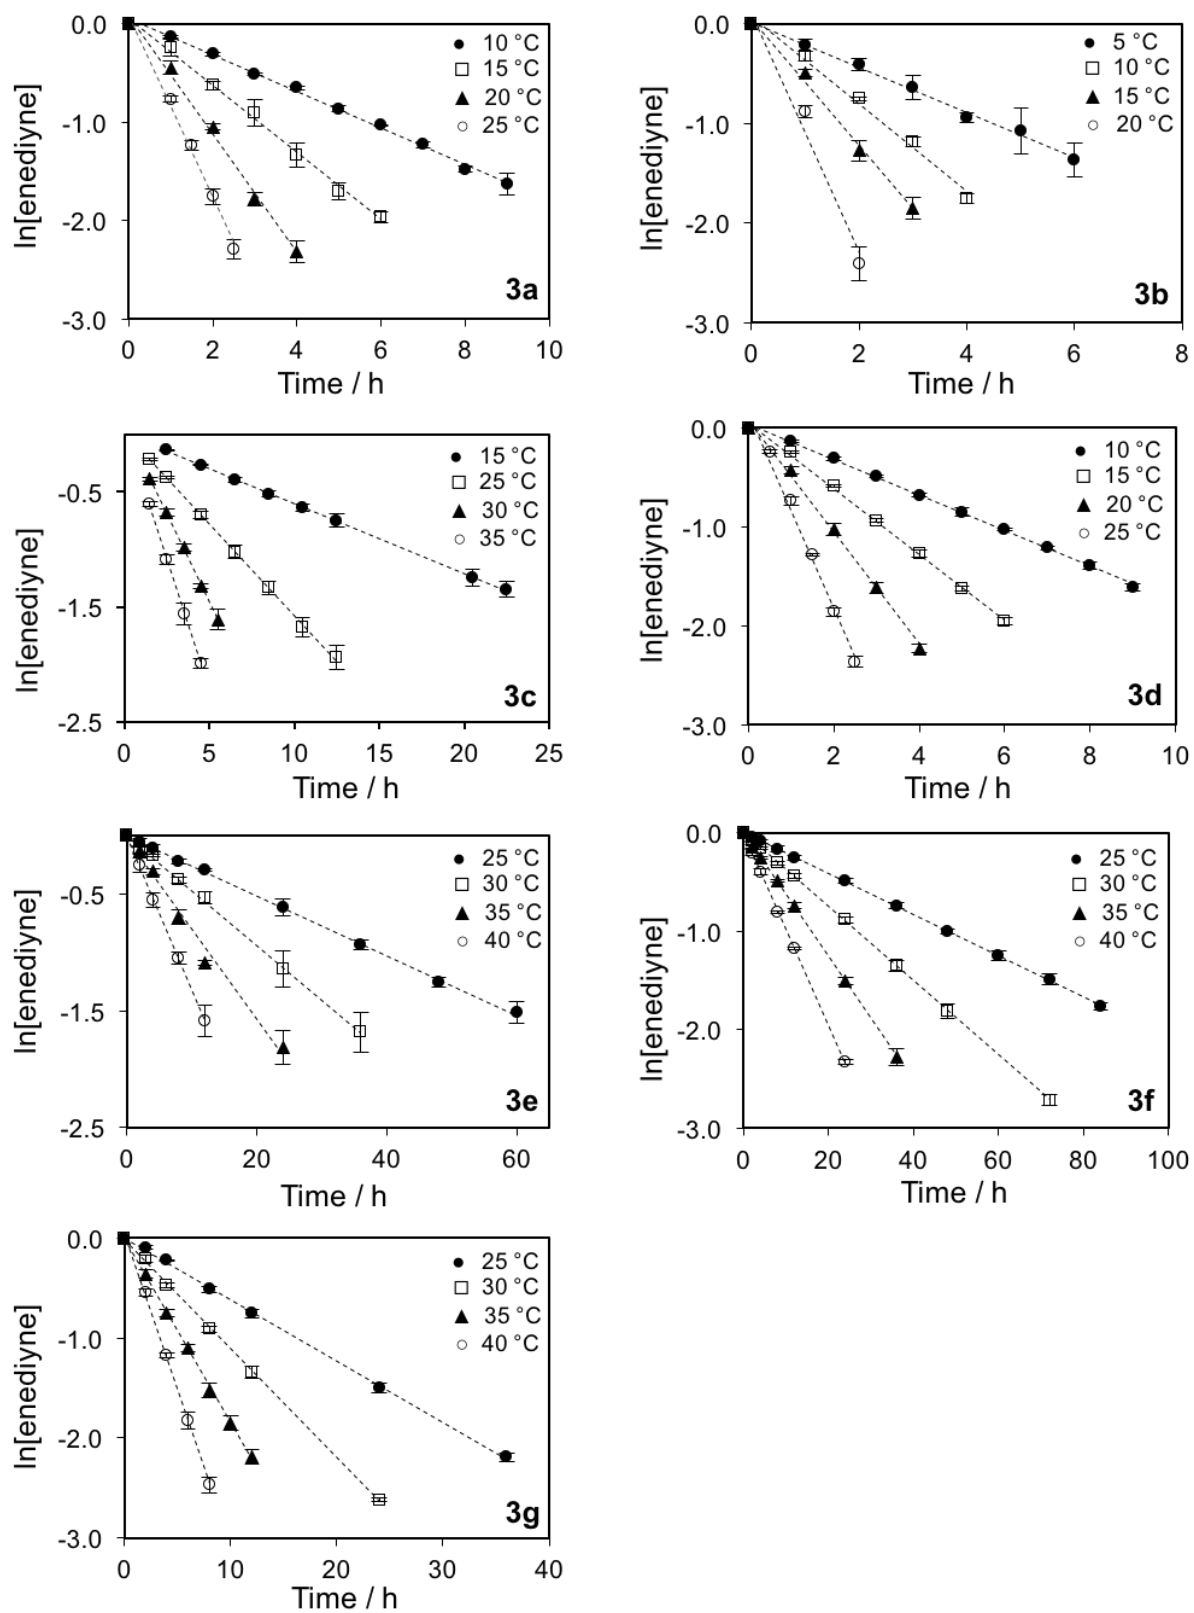 0.0
-1.0
-2.0
-3.0
0 2 4 6 8 10
ln[enediyne]
Time / h
10 °C
15 °C
20 °C
25 °C
3a
0.0
-1.0
-2.0
-3.0
0 2 4 6 8
ln[enediyne]
Time / h
5 °C
10 °C
15 °C
20 °C
3b
-0.5
-1.5
-2.5
0 5 10 15 20 25
ln[enediyne]
Time / h
15 °C
25 °C
30 °C
35 °C
3c
0.0
-1.0
-2.0
-3.0
0 2 4 6 8 10
ln[enediyne]
Time / h
10 °C
15 °C
20 °C
25 °C
3d
-0.5
-1.5
-2.5
0 20 40 60
ln[enediyne]
Time / h
25 °C
30 °C
35 °C
40 °C
3e
0.0
-1.0
-2.0
-3.0
0 20 40 60 80 100
ln[enediyne]
Time / h
25 °C
30 °C
35 °C
40 °C
3f
0.0
-1.0
-2.0
-3.0
0 10 20 30 40
ln[enediyne]
Time / h
25 °C
30 °C
35 °C
40 °C
3g